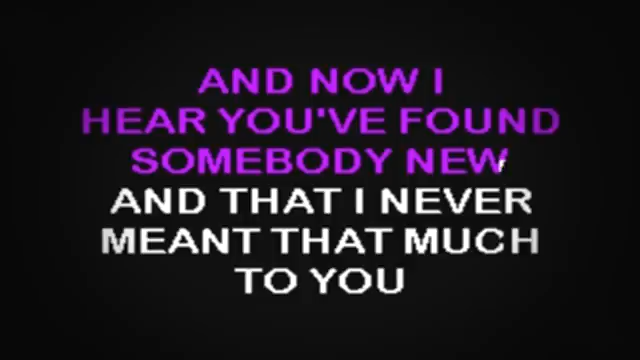 AND NOW I
HEAR YOU'VE FOUND
SOMEBODY NEW
AND THAT I NEVER
MEANT THAT MUCH
TO YOU